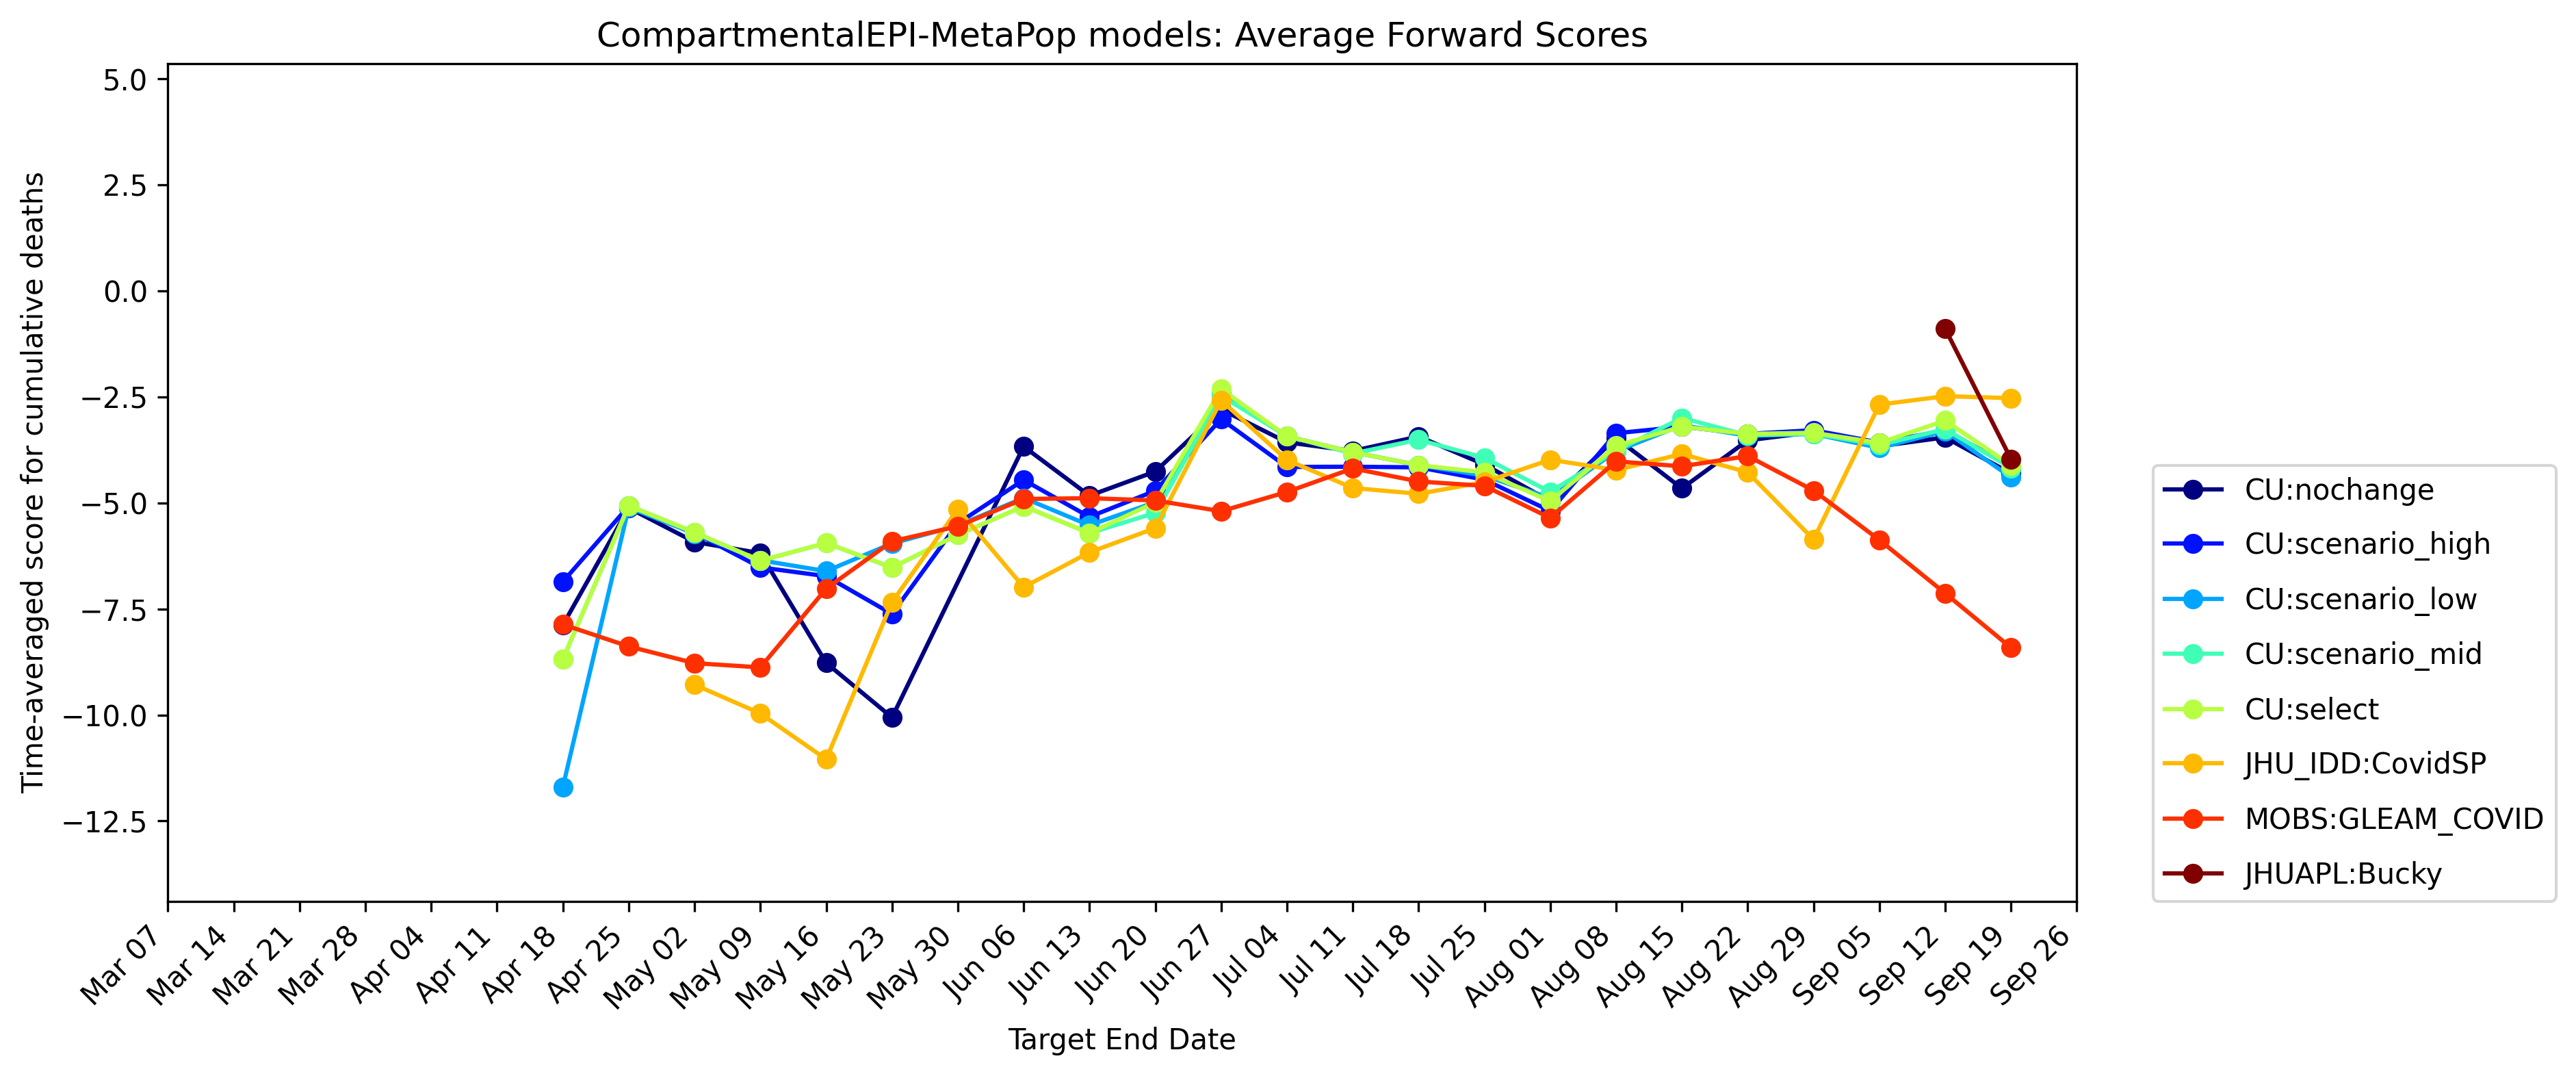 CompartmentalEPI-MetaPop models: Average Forward Scores
Time-averaged score for cumulative deaths
5.0
2.5
0.0
−2.5
−5.0
−7.5
−10.0
−12.5
Mar 07
Mar 14
Mar 21
Mar 28
Apr 04
Apr 11
Apr 18
Apr 25
May 02
May 09
May 16
May 23
May 30
Jun 06
Jun 13
Jun 20
Jun 27
Jul 04
Jul 11
Jul 18
Jul 25
Aug 01
Aug 08
Aug 15
Aug 22
Aug 29
Sep 05
Sep 12
Sep 19
Sep 26
Target End Date
CU:nochange
CU:scenario_high
CU:scenario_low
CU:scenario_mid
CU:select
JHU_IDD:CovidSP
MOBS:GLEAM_COVID
JHUAPL:Bucky